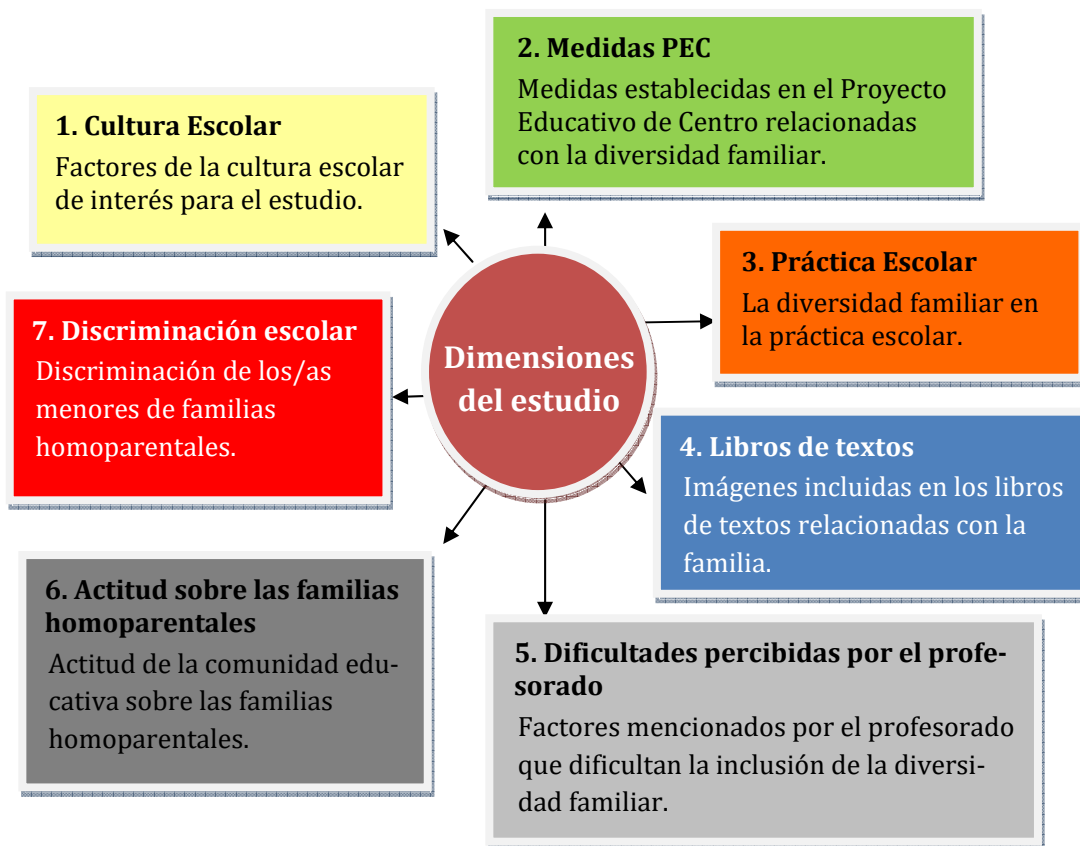 1. Cultura Escolar
Factores de la cultura escolar
de interés para el estudio.
2. Medidas PEC
Medidas establecidas en el Proyecto
Educativo de Centro relacionadas
con la diversidad familiar.
3. Práctica Escolar
La diversidad familiar en
la práctica escolar.
4. Libros de textos
Imágenes incluidas en los libros
de textos relacionadas con la
familia.
5. Dificultades percibidas por el profe-
sorado
Factores mencionados por el profesorado
que dificultan la inclusión de la diversi-
dad familiar.
6. Actitud sobre las familias
homoparentales
Actitud de la comunidad edu-
cativa sobre las familias
homoparentales.
7. Discriminación escolar
Discriminación de los/as
menores de familias
homoparentales.
Dimensiones
del estudio